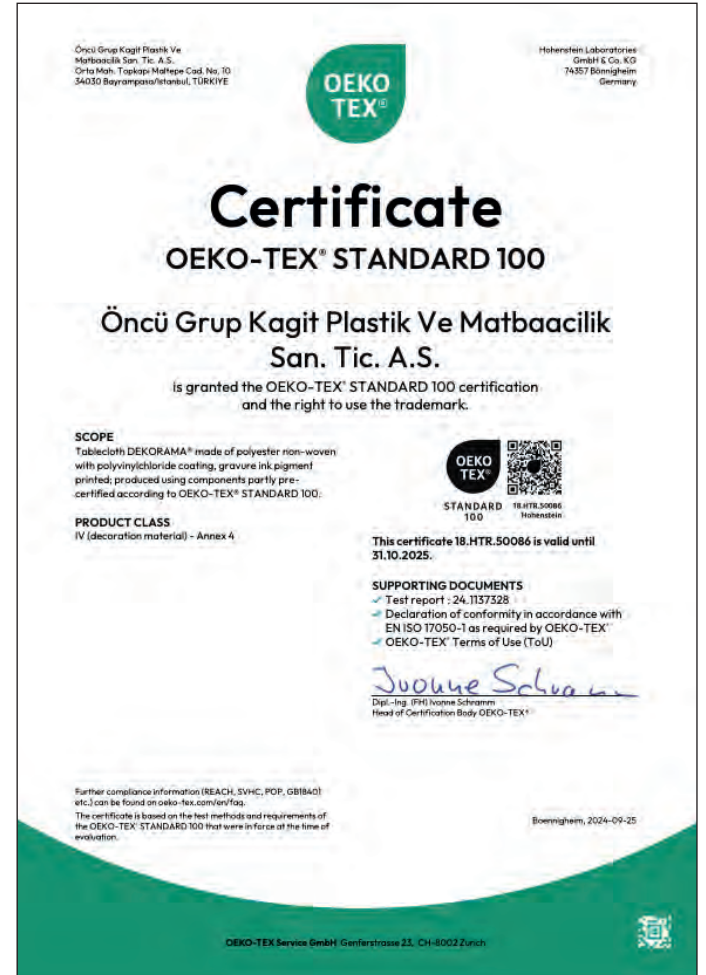 Öncü Grup Kagit Plastik Ve
Matbaacilik San. Tic. A.S.
Orta Mah. Topkapi Maltepe Cad. No, 10
34030 Bayrampasa/Istanbul, TÜRKIYE
OEKO
TEX®
Hohenstein Laboratories
GmbH & Co. KG
74357 Bönnigheim
Germany
Certificate
OEKO-TEX® STANDARD 100
Öncü Grup Kagit Plastik Ve Matbaacilik
San. Tic. A.S.
is granted the OEKO-TEX® STANDARD 100 certification
and the right to use the trademark.
SCOPE
Tablecloth DEKORAMA® made of polyester non-woven
with polyvinylchloride coating, gravure ink pigment
printed; produced using components partly pre-
certified according to OEKO-TEX® STANDARD 100.
PRODUCT CLASS
IV (decoration material) - Annex 4
OEKO
TEX®
STANDARD
100
18.HTR.50086
Hohenstein
This certificate 18.HTR.50086 is valid until
31.10.2025.
SUPPORTING DOCUMENTS
Test report : 24.1137328
Declaration of conformity in accordance with
EN ISO 17050-1 as required by OEKO-TEX®
OEKO-TEX® Terms of Use (ToU)
Ivonne Schramm
Dipl.-Ing. (FH) Ivonne Schramm
Head of Certification Body OEKO-TEX®
Further compliance information (REACH, SVHC, POP, GB18401
etc.) can be found on oeko-tex.com/en/faq.
The certificate is based on the test methods and requirements of
the OEKO-TEX® STANDARD 100 that were in force at the time of
evaluation.
Boennigheim, 2024-09-25
OEKO-TEX Service GmbH Genferstrasse 23, CH-8002 Zurich